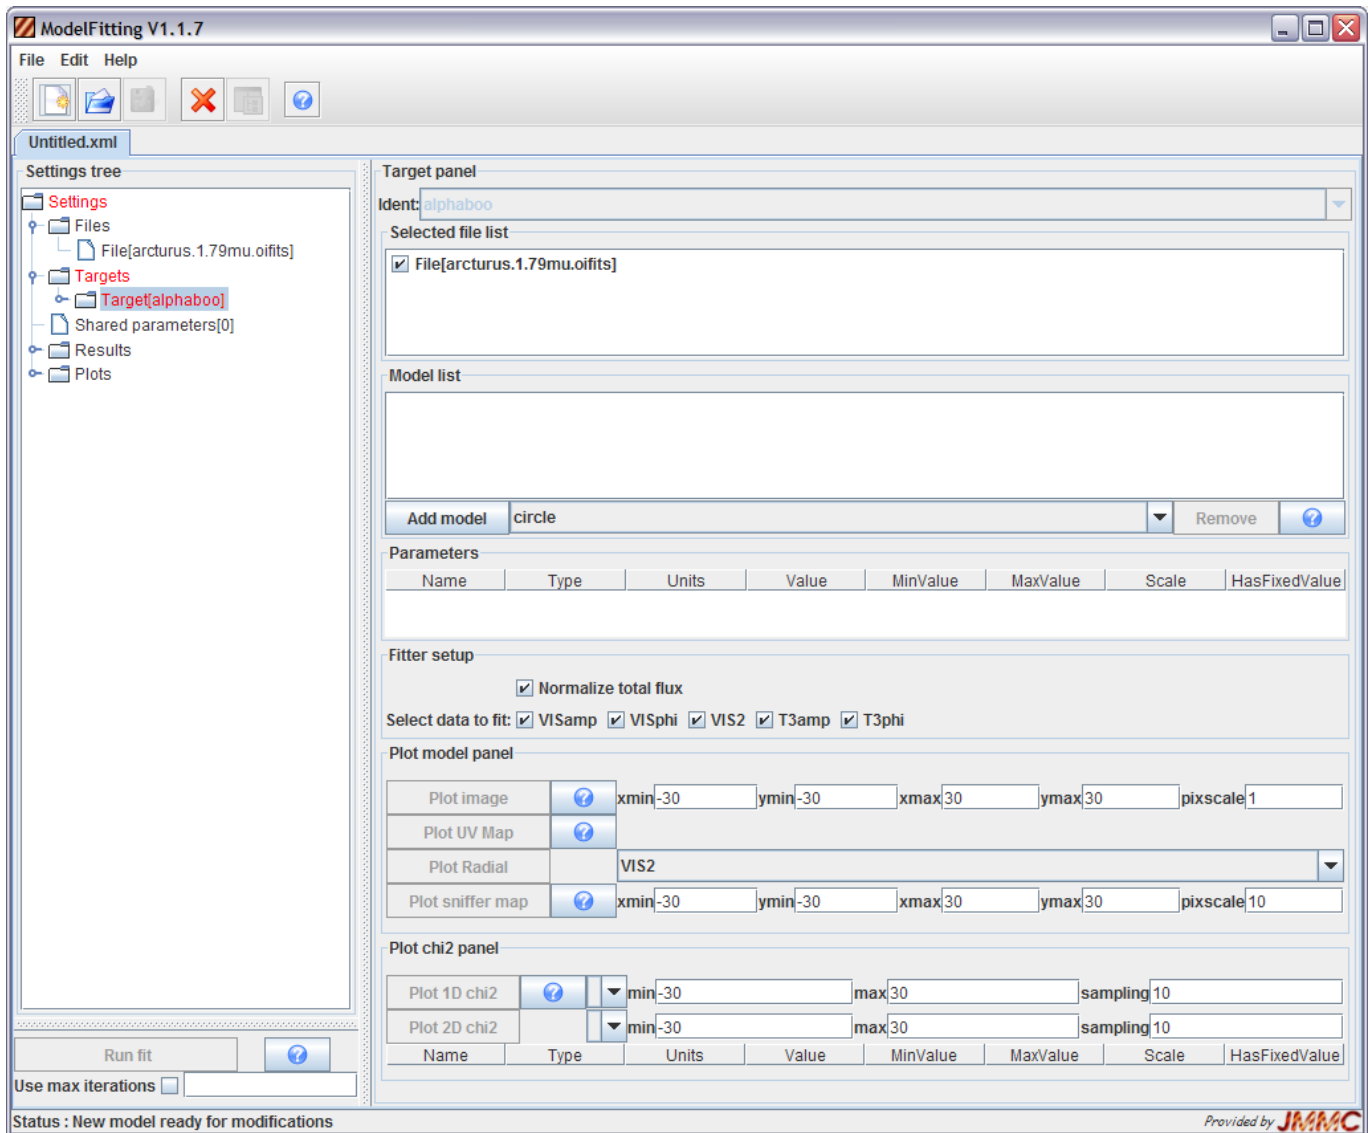 ModelFitting V1.1.7
File Edit Help
Untitled.xml
Settings tree
Settings
Files
File[arcturus.1.79mu.oifits]
Targets
Target[alphaboo]
Shared parameters[0]
Results
Plots
Run fit
Use max iterations
Target panel
Ident: alphaboo
Selected file list
File[arcturus.1.79mu.oifits]
Model list
Add model circle Remove
Parameters
Name Type Units Value MinValue MaxValue Scale HasFixedValue
Fitter setup
Normalize total flux
Select data to fit: VISamp VISphi VIS2 T3amp T3phi
Plot model panel
Plot image xmin -30 ymin -30 xmax 30 ymax 30 pixscale 1
Plot UV Map
Plot Radial VIS2
Plot sniffer map xmin -30 ymin -30 xmax 30 ymax 30 pixscale 10
Plot chi2 panel
Plot 1D chi2 min -30 max 30 sampling 10
Plot 2D chi2 min -30 max 30 sampling 10
Name Type Units Value MinValue MaxValue Scale HasFixedValue
Status : New model ready for modifications
Provided by JMMC